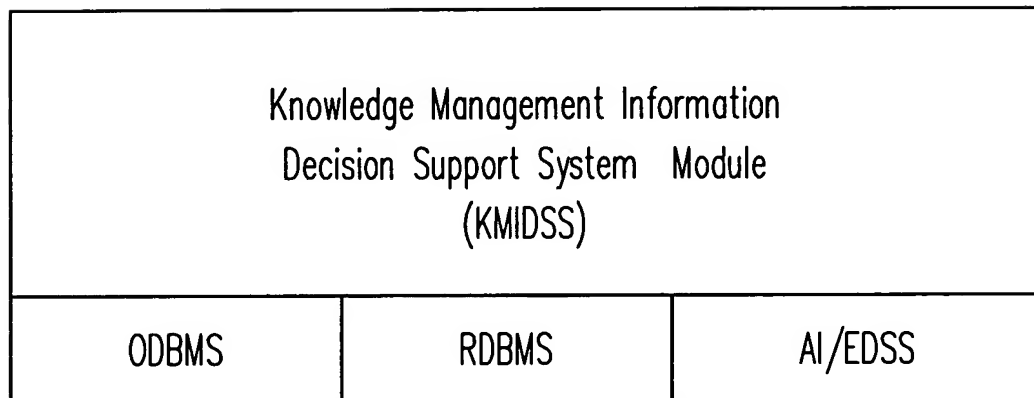 Knowledge Management Information
Decision Support System Module
(KMIDSS)
ODBMS RDBMS AI/EDSS